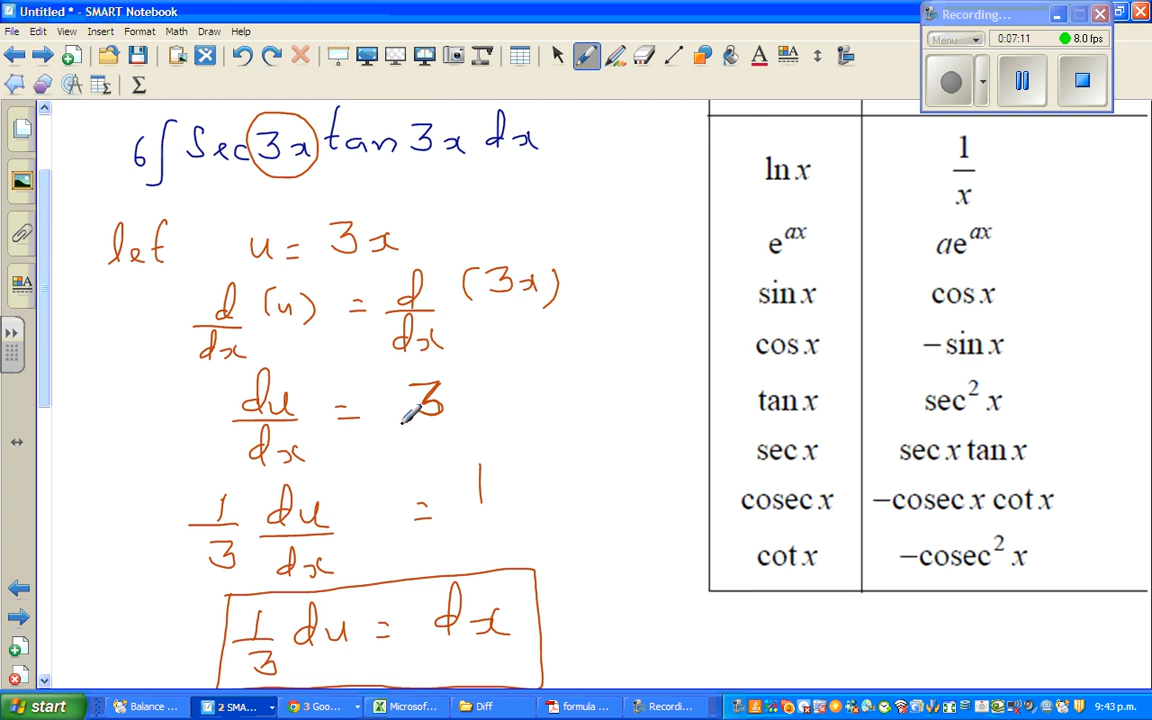 Untitled * - SMART Notebook
Recording...
File Edit View Insert Format Math Draw Help
Menu 0:07:11 8.0 fps
6∫ Sec 3x tan 3x dx
let u = 3x
d/dx (u) = d/dx (3x)
du/dx = 3
1/3 du/dx = 1
1/3 du = dx
ln x 1/x
e^ax ae^ax
sin x cos x
cos x −sin x
tan x sec² x
sec x sec x tan x
cosec x −cosec x cot x
cot x −cosec² x
start Balance ... 2 SMA... 3 Goo... Microsof... Diff formula ... Recordi... 9:43 p.m.